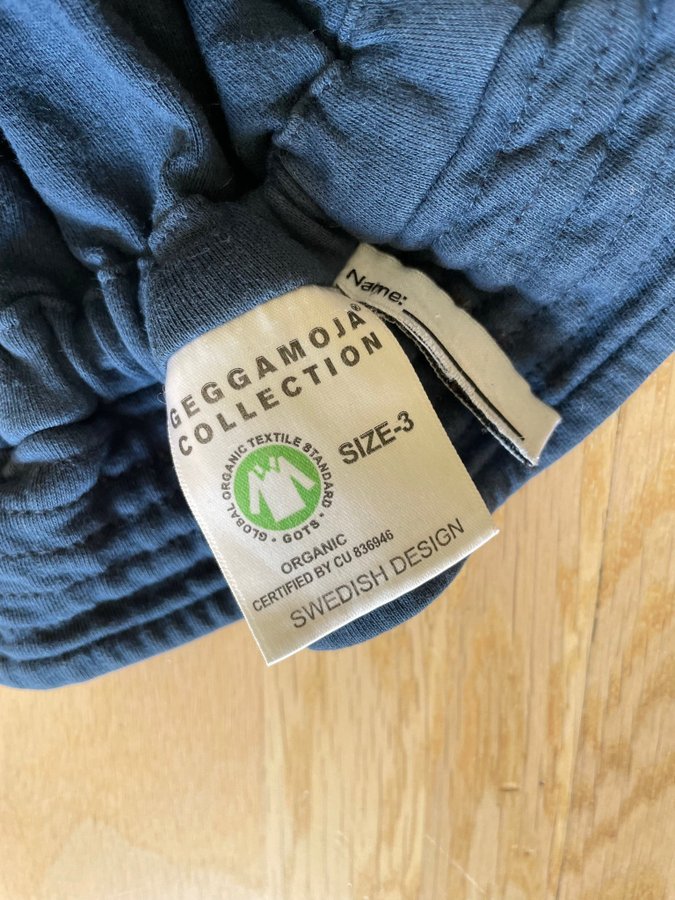 Name:
GEGGAMOJA®
COLLECTION
SIZE-3
GLOBAL ORGANIC TEXTILE STANDARD
· GOTS ·
ORGANIC
CERTIFIED BY CU 836946
SWEDISH DESIGN